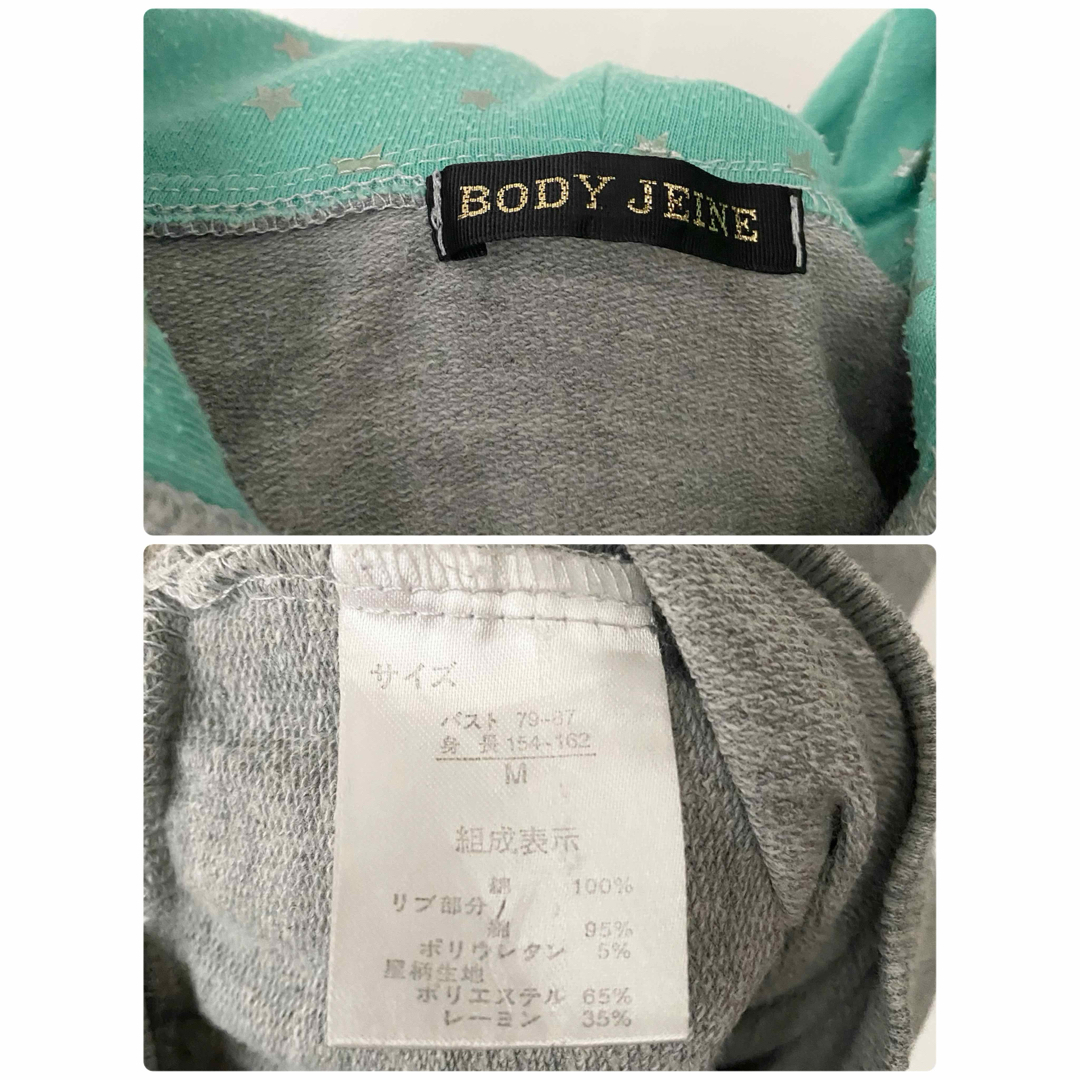 BODY JEINE
サイズ
バスト 79~87
身 長 154~162
M
組成表示
綿 100%
リブ部分/
綿 95%
ポリウレタン 5%
星柄生地
ポリエステル 65%
レーヨン 35%